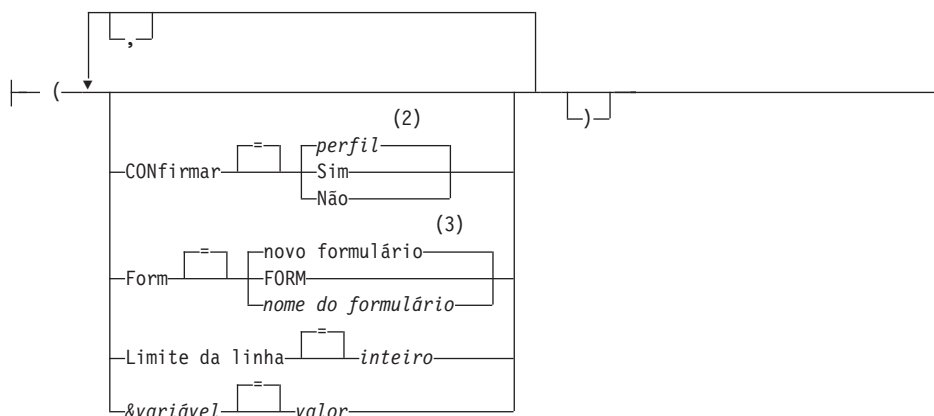 ,
(
)
(2)
perfil
CONfirmar = Sim
Não
(3)
novo formulário
Form = FORM
nome do formulário
Limite da linha = inteiro
&variável = valor